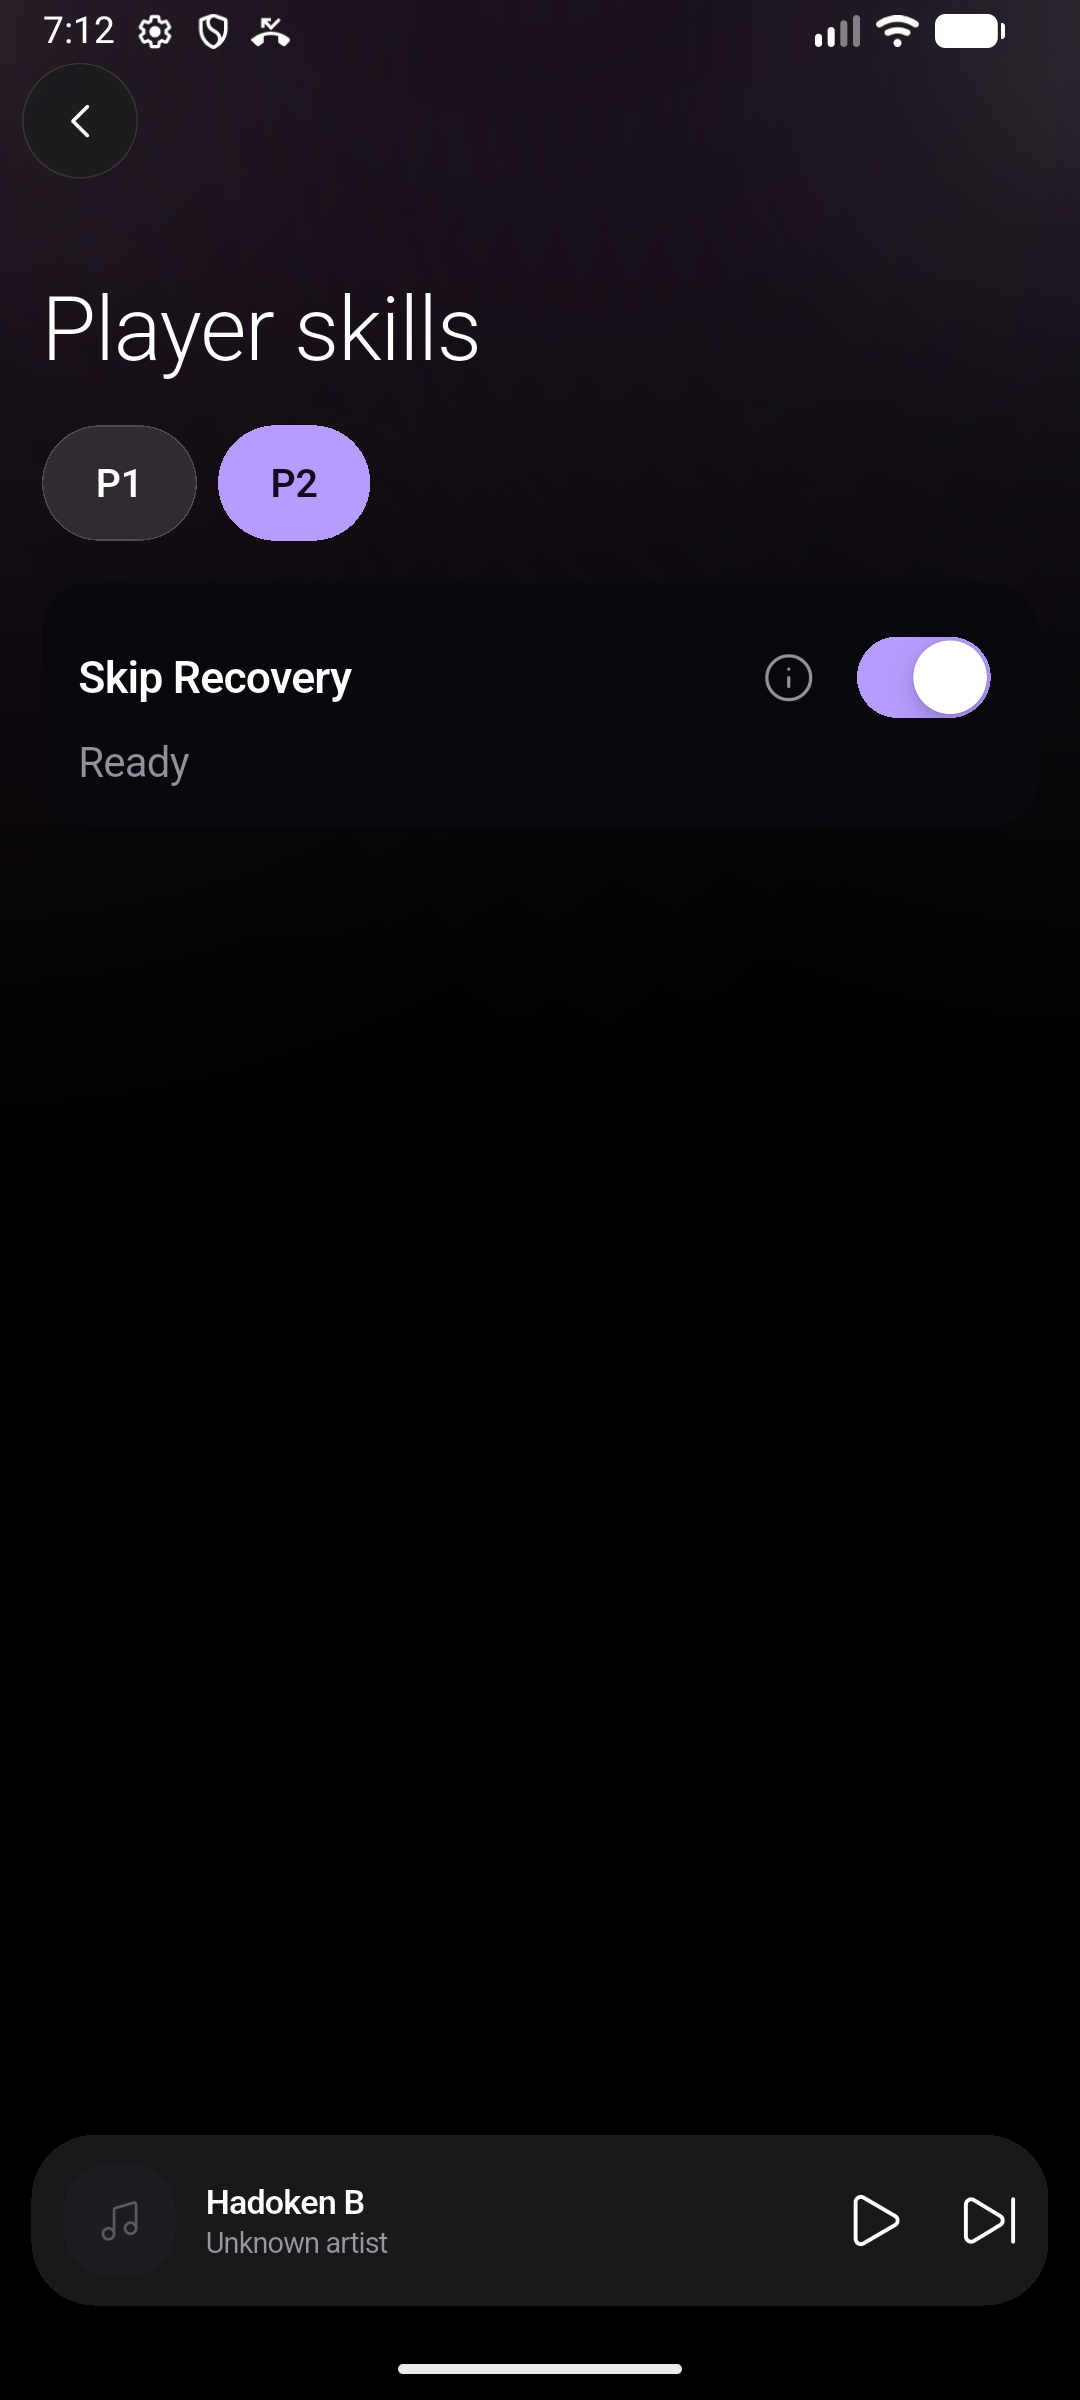 7:12
Player skills
P1 P2
Skip Recovery
Ready
Hadoken B
Unknown artist